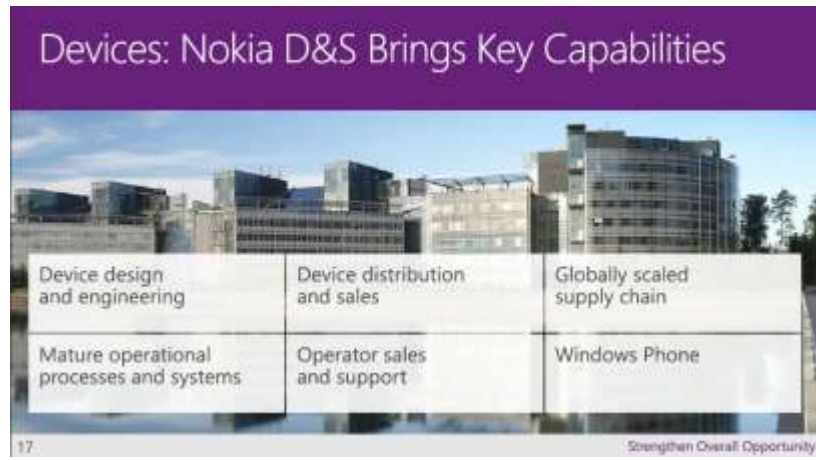 Devices: Nokia D&S Brings Key Capabilities
Device design
and engineering
Device distribution
and sales
Globally scaled
supply chain
Mature operational
processes and systems
Operator sales
and support
Windows Phone
17
Strengthen Overall Opportunity